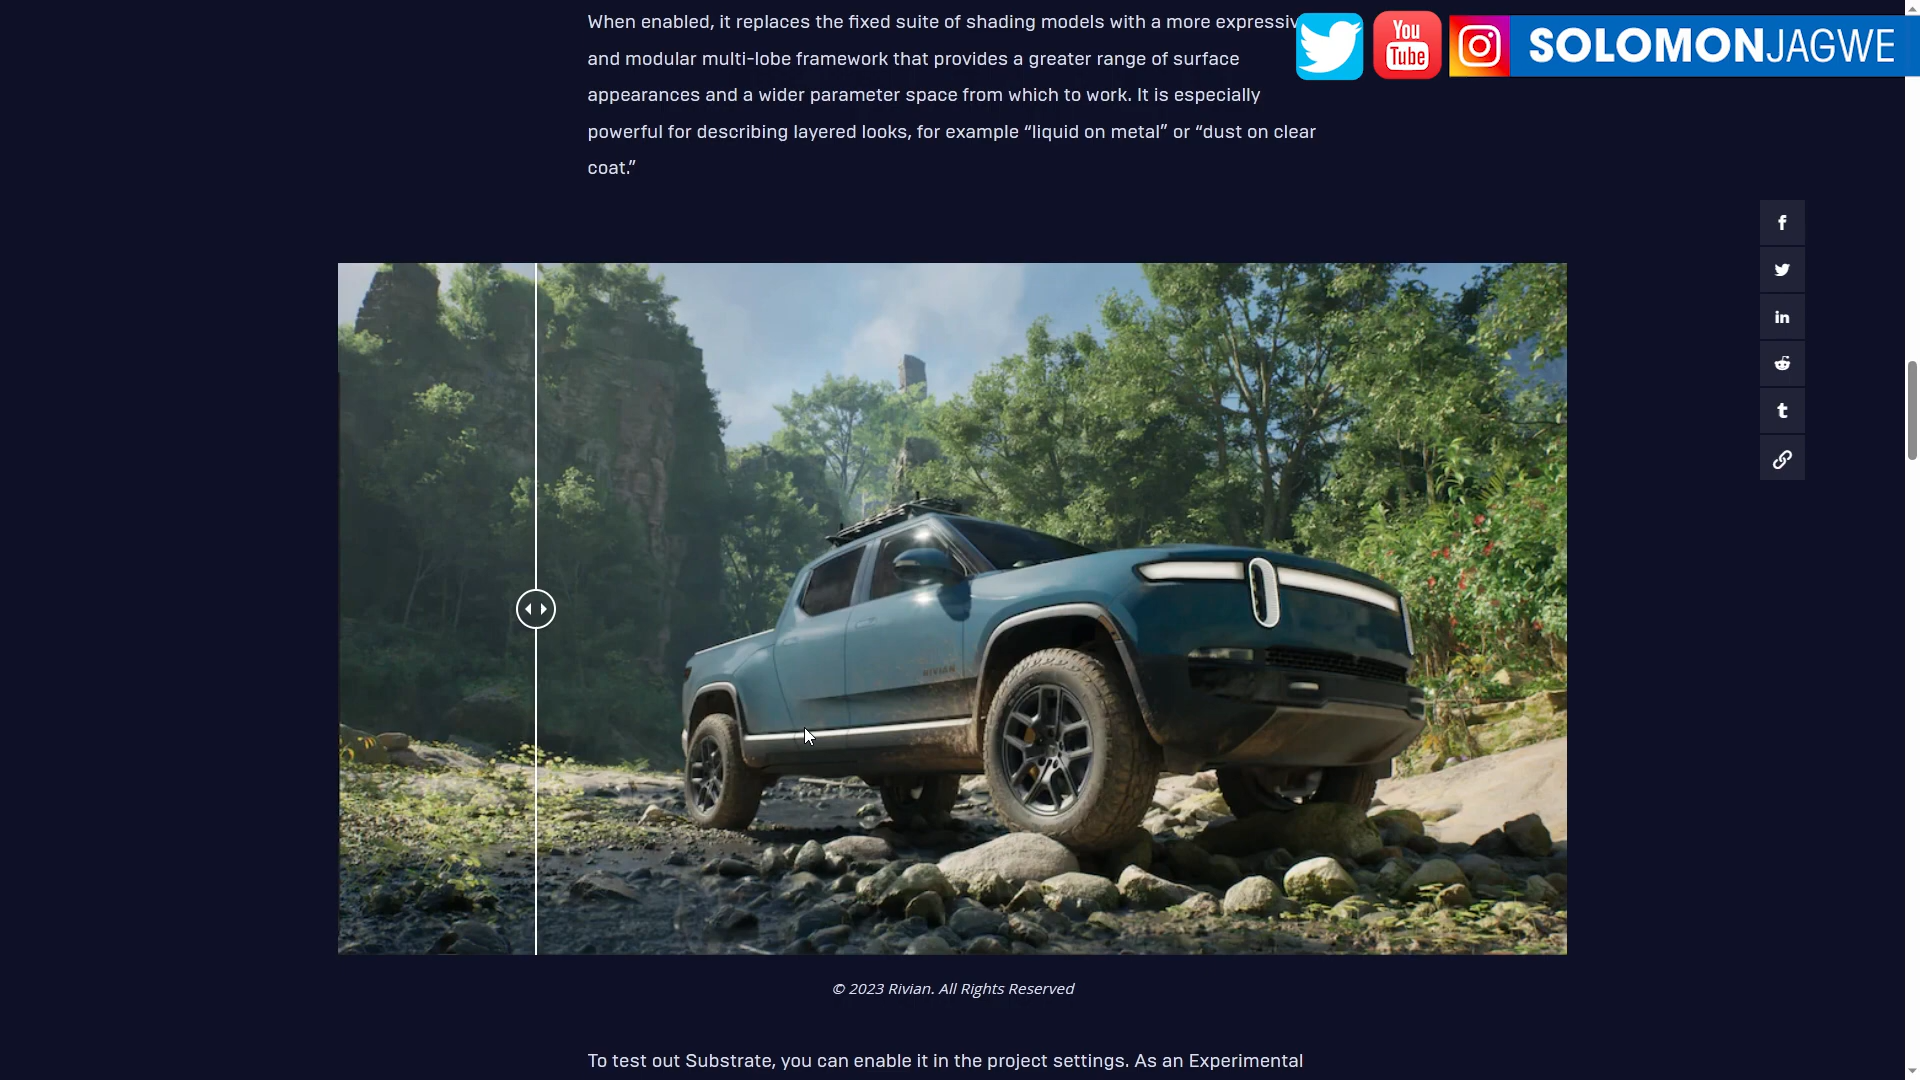 When enabled, it replaces the fixed suite of shading models with a more
and modular multi-lobe framework that provides a greater range of surface
appearances and a wider parameter space from which to work. It is especially
powerful for describing layered looks, for example “liquid on metal” or “dust on clear
coat.”
You
Tube
SOLOMONJAGWE
RIVIAN
© 2023 Rivian. All Rights Reserved
To test out Substrate, you can enable it in the project settings. As an Experimental